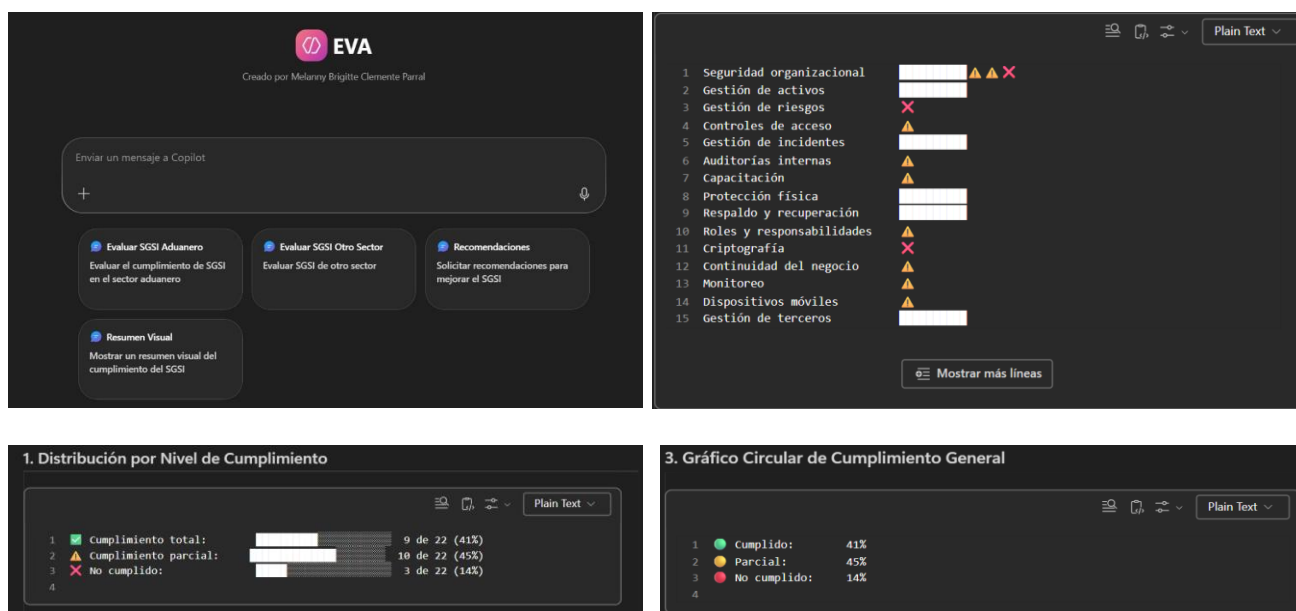 EVA
Creado por Melanny Brigitte Clemente Parral
Enviar un mensaje a Copilot
Evaluar SGSI Aduanero
Evaluar el cumplimiento de SGSI
en el sector aduanero
Evaluar SGSI Otro Sector
Evaluar SGSI de otro sector
Recomendaciones
Solicitar recomendaciones para
mejorar el SGSI
Resumen Visual
Mostrar un resumen visual del
cumplimiento del SGSI
Plain Text
1 Seguridad organizacional
2 Gestión de activos
3 Gestión de riesgos
4 Controles de acceso
5 Gestión de incidentes
6 Auditorías internas
7 Capacitación
8 Protección física
9 Respaldo y recuperación
10 Roles y responsabilidades
11 Criptografía
12 Continuidad del negocio
13 Monitoreo
14 Dispositivos móviles
15 Gestión de terceros
Mostrar más líneas
1. Distribución por Nivel de Cumplimiento
Plain Text
1 Cumplimiento total: 9 de 22 (41%)
2 Cumplimiento parcial: 10 de 22 (45%)
3 No cumplido: 3 de 22 (14%)
4
3. Gráfico Circular de Cumplimiento General
Plain Text
1 Cumplido: 41%
2 Parcial: 45%
3 No cumplido: 14%
4